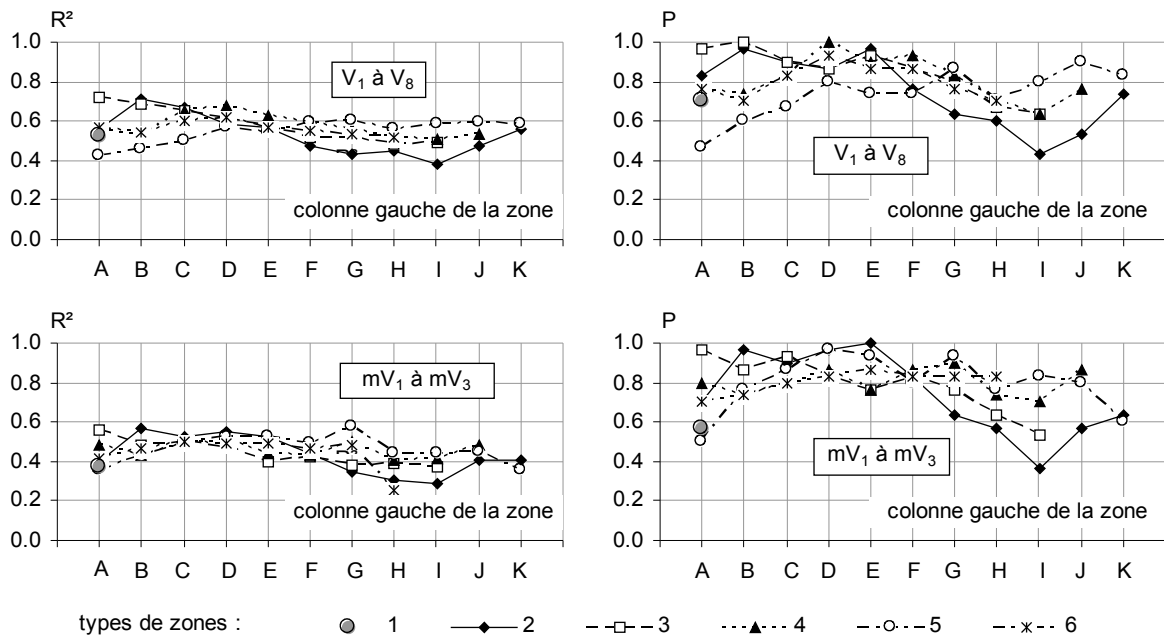 R²
1.0
0.8
0.6
0.4
0.2
0.0
V₁ à V₈
colonne gauche de la zone
A B C D E F G H I J K
P
1.0
0.8
0.6
0.4
0.2
0.0
V₁ à V₈
colonne gauche de la zone
A B C D E F G H I J K
R²
1.0
0.8
0.6
0.4
0.2
0.0
mV₁ à mV₃
colonne gauche de la zone
A B C D E F G H I J K
P
1.0
0.8
0.6
0.4
0.2
0.0
mV₁ à mV₃
colonne gauche de la zone
A B C D E F G H I J K
types de zones : 1 2 3 4 5 6